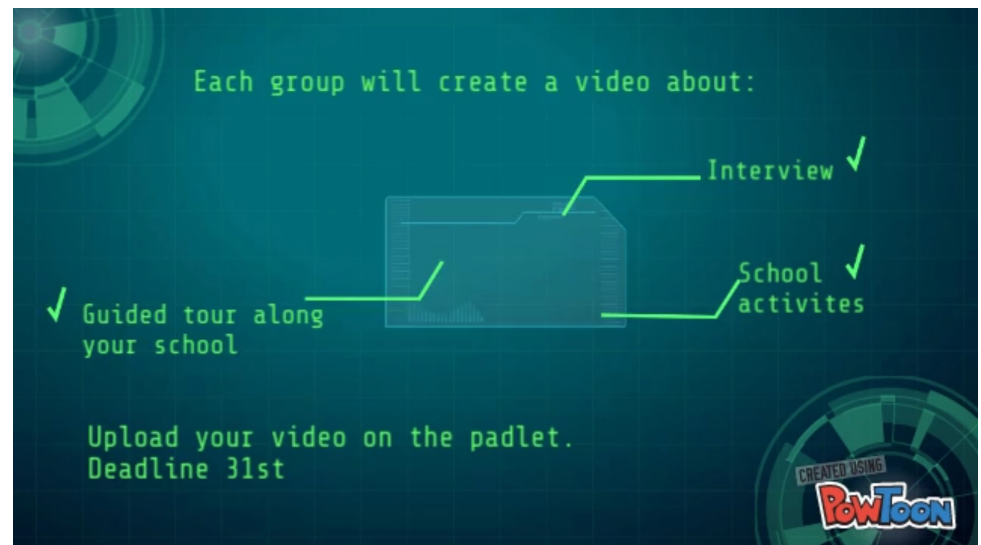 Each group will create a video about:
Interview
School
activites
Guided tour along
your school
Upload your video on the padlet.
Deadline 31st
CREATED USING
POWTOON